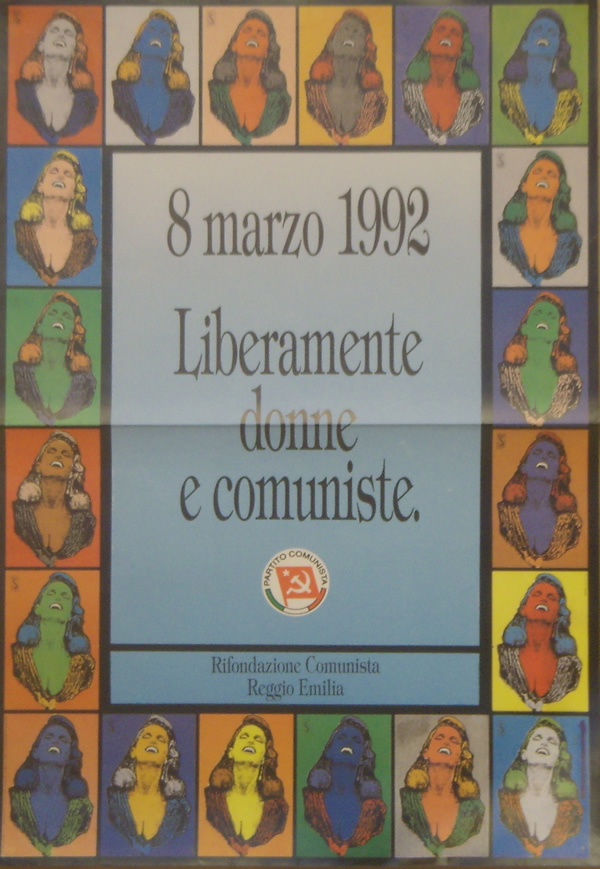 8 marzo 1992
Liberamente
donne
e comuniste.
PARTITO COMUNISTA
Rifondazione Comunista
Reggio Emilia